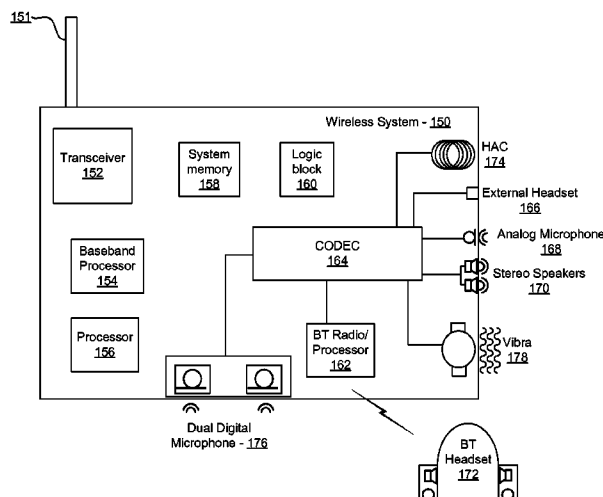 151
Wireless System - 150
Transceiver
152
System
memory
158
Logic
block
160
HAC
174
External Headset
166
Analog Microphone
168
CODEC
164
Stereo Speakers
170
Baseband
Processor
154
Processor
156
BT Radio/
Processor
162
Vibra
178
Dual Digital
Microphone - 176
BT
Headset
172